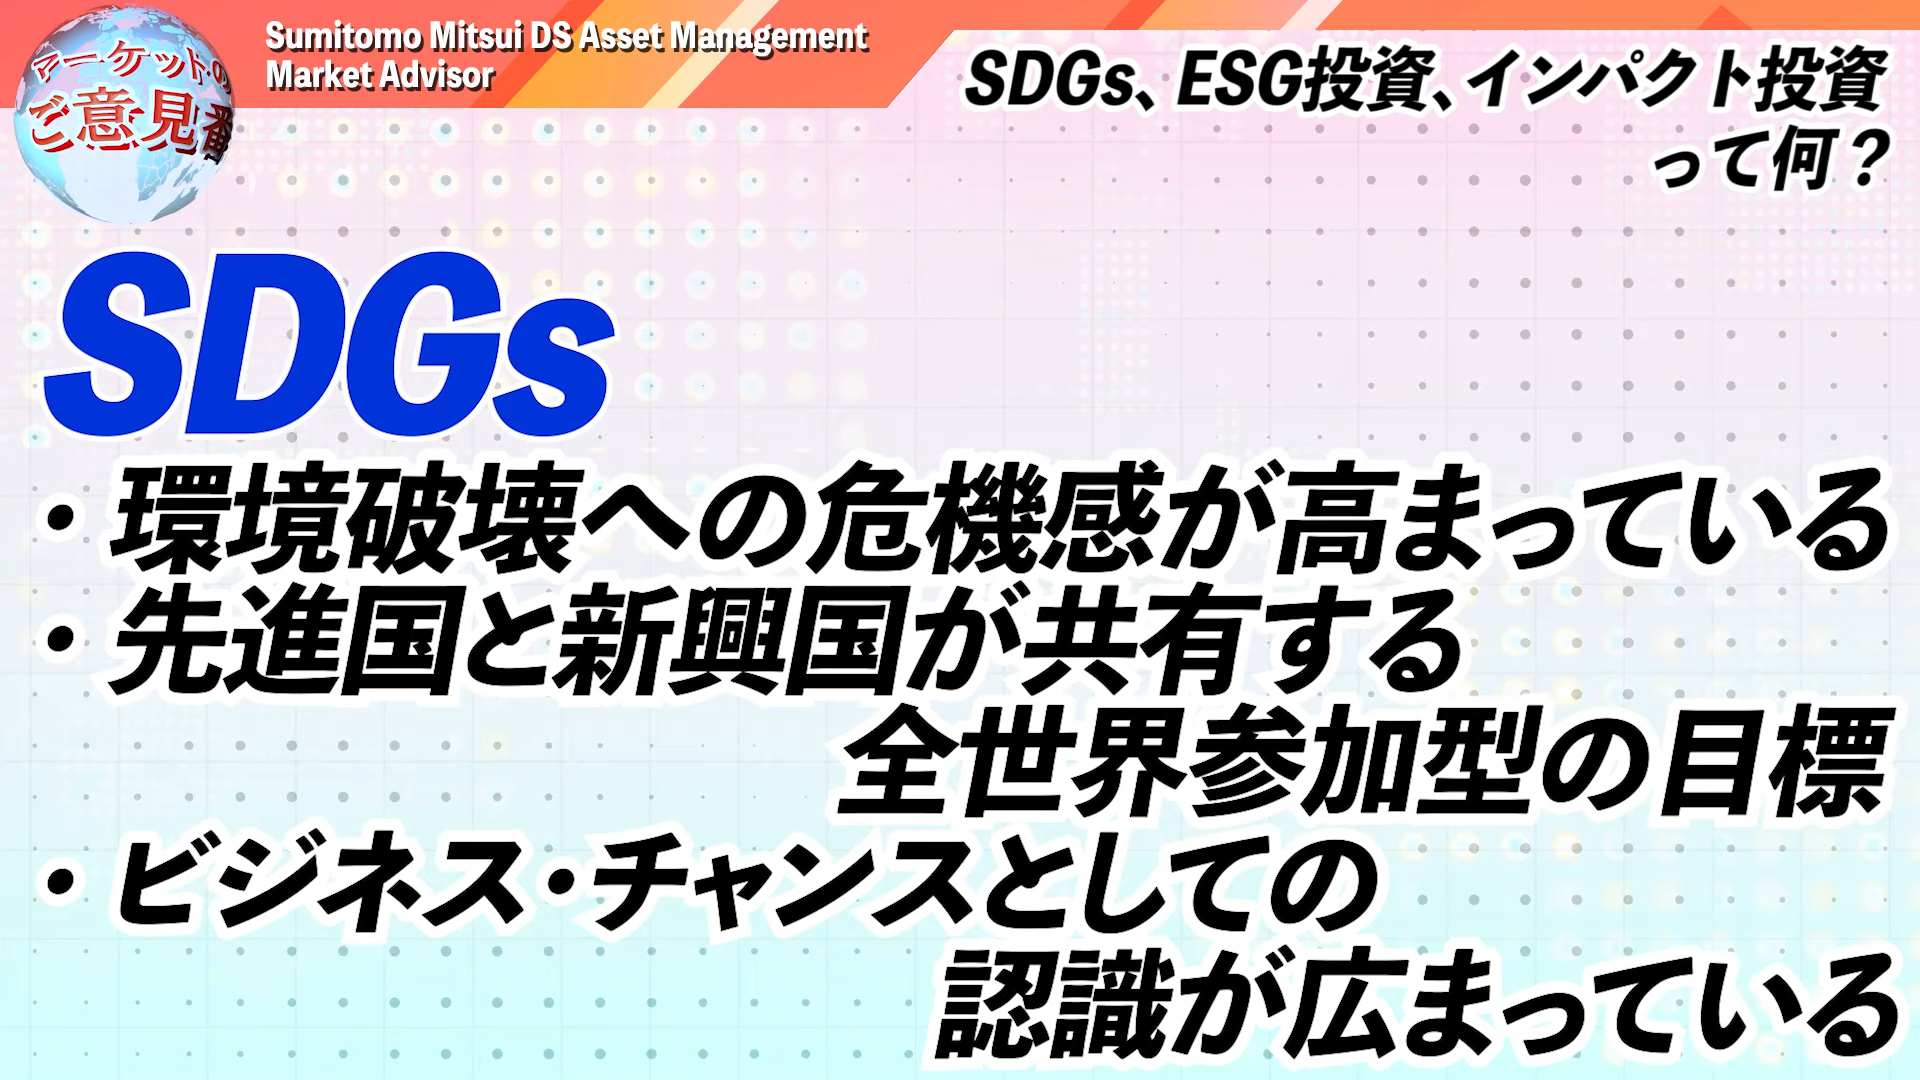 マーケットの
ご意見番
Sumitomo Mitsui DS Asset Management
Market Advisor
SDGs、ESG投資、インパクト投資
って何？
SDGs
・環境破壊への危機感が高まっている
・先進国と新興国が共有する
全世界参加型の目標
・ビジネス・チャンスとしての
認識が広まっている